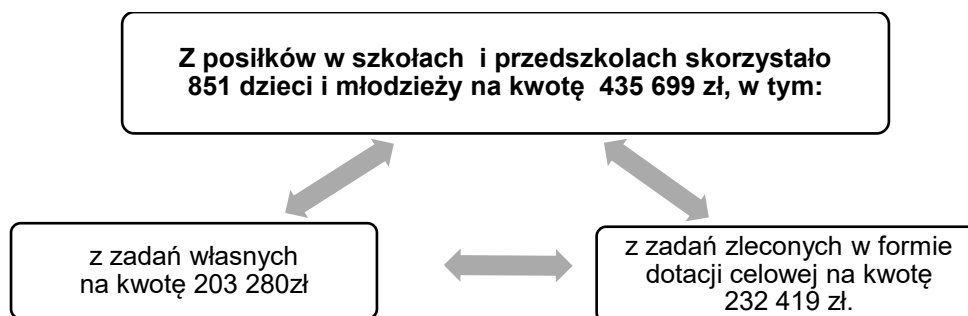 Z posiłków w szkołach i przedszkolach skorzystało
851 dzieci i młodzieży na kwotę 435 699 zł, w tym:
z zadań własnych
na kwotę 203 280zł
z zadań zleconych w formie
dotacji celowej na kwotę
232 419 zł.